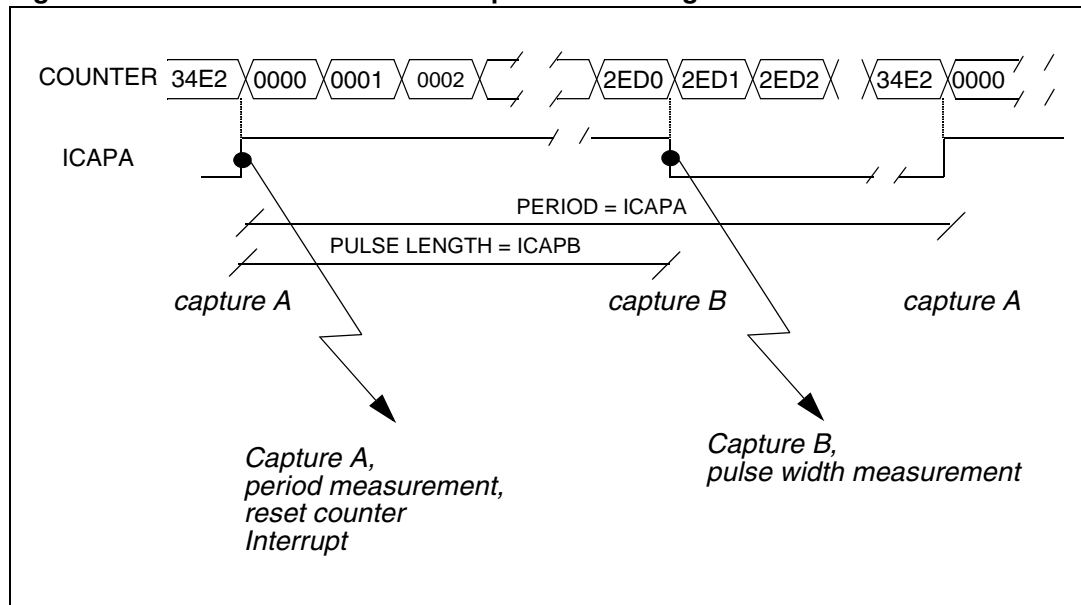 COUNTER 34E2 0000 0001 0002 2ED0 2ED1 2ED2 34E2 0000
ICAPA
PERIOD = ICAPA
PULSE LENGTH = ICAPB
capture A capture B capture A
Capture A,
period measurement,
reset counter
Interrupt
Capture B,
pulse width measurement